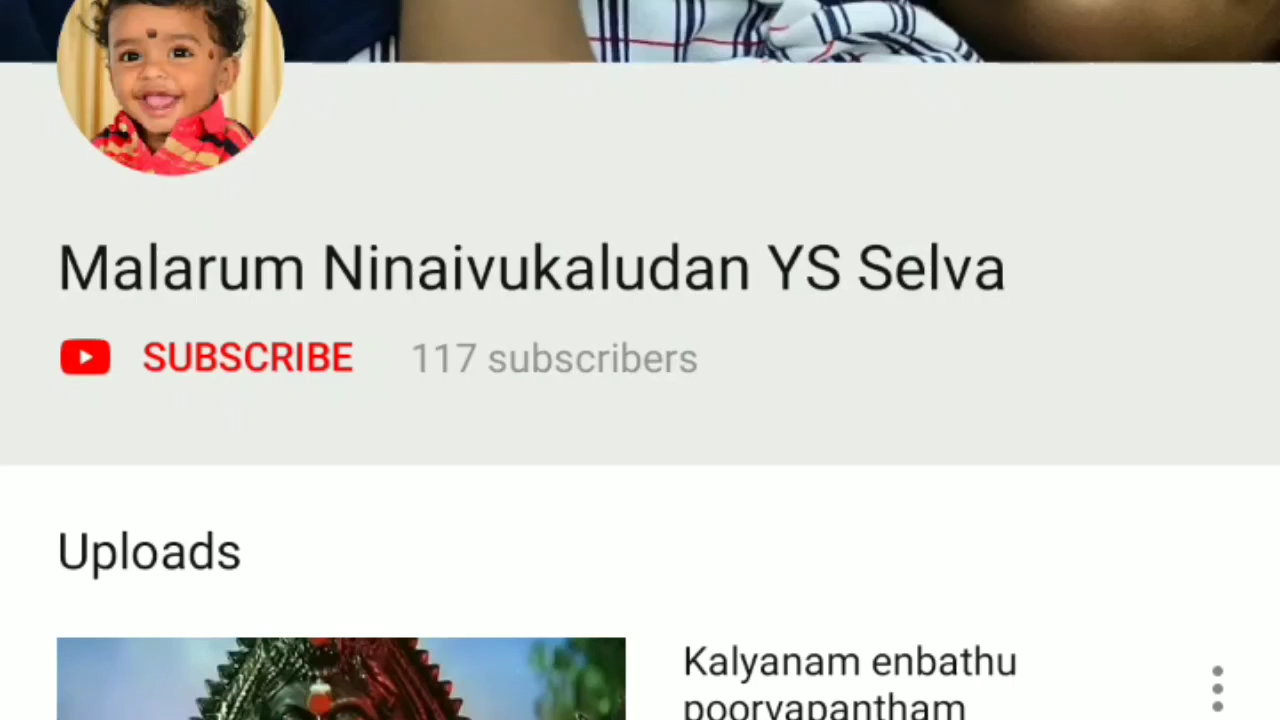 Malarum Ninaivukaludan YS Selva
SUBSCRIBE 117 subscribers
Uploads
Kalyanam enbathu
poorvapantham